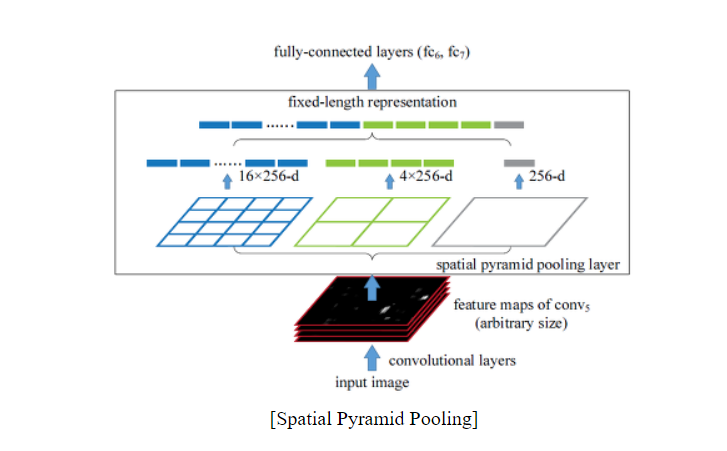 fully-connected layers (fc₆, fc₇)
fixed-length representation
......
......
16×256-d
4×256-d
256-d
spatial pyramid pooling layer
feature maps of conv₅
(arbitrary size)
convolutional layers
input image
[Spatial Pyramid Pooling]